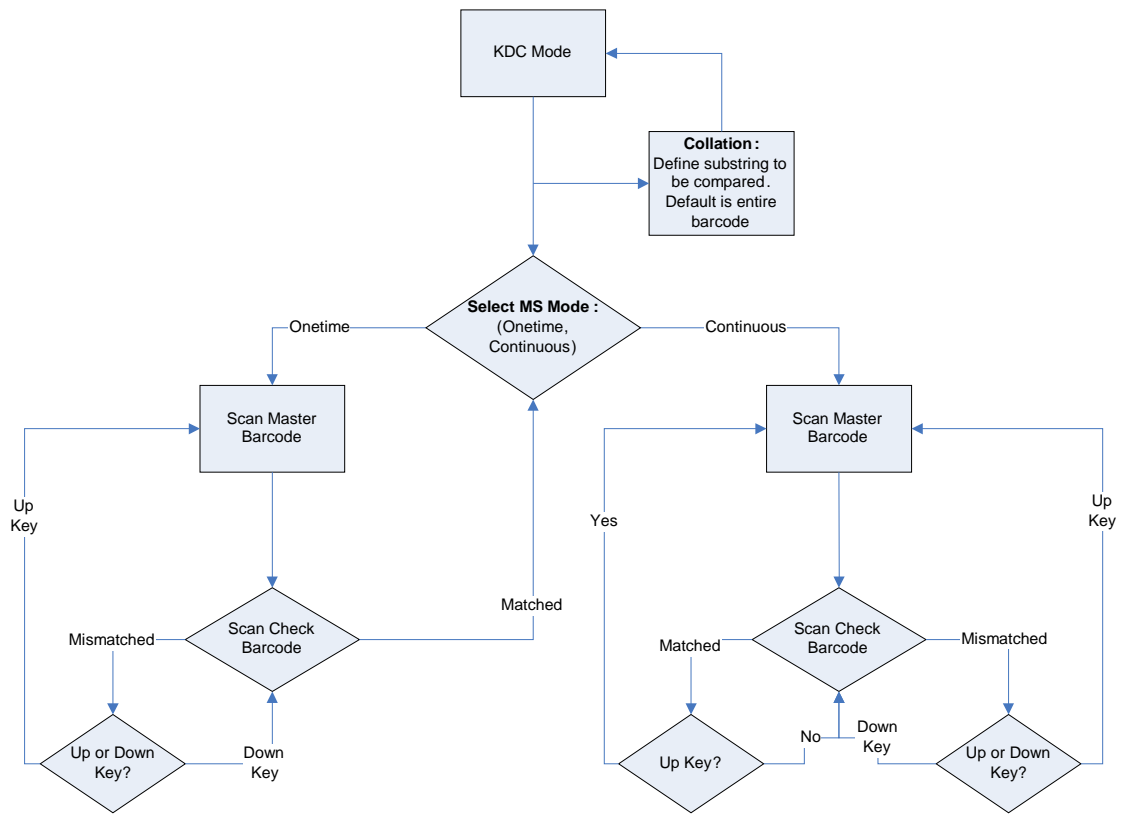 KDC Mode
Collation :
Define substring to
be compared.
Default is entire
barcode
Select MS Mode :
(Onetime,
Continuous)
Onetime
Continuous
Scan Master
Barcode
Scan Master
Barcode
Up
Key
Yes
Up
Key
Matched
Scan Check
Barcode
Mismatched
Scan Check
Barcode
Matched
Mismatched
Up or Down
Key?
Down
Key
Up Key?
No
Down
Key
Up or Down
Key?